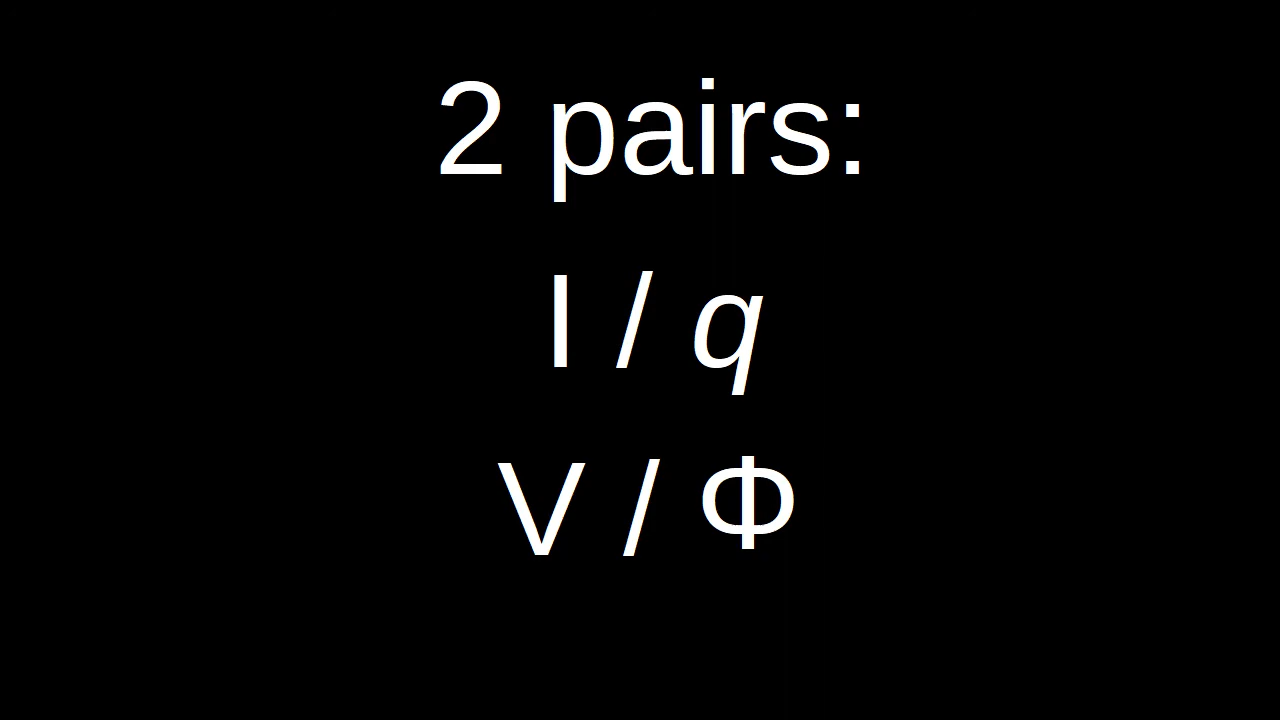 2 pairs:
I / q
V / Φ